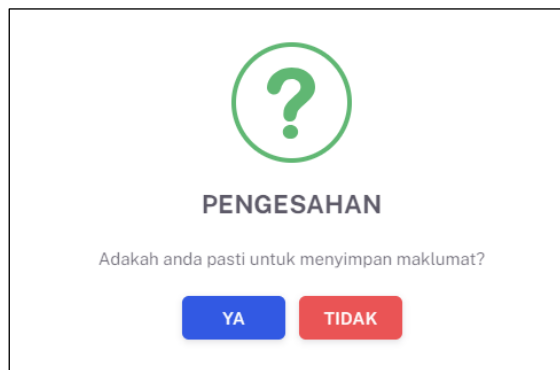 ?
PENGESAHAN
Adakah anda pasti untuk menyimpan maklumat?
YA
TIDAK